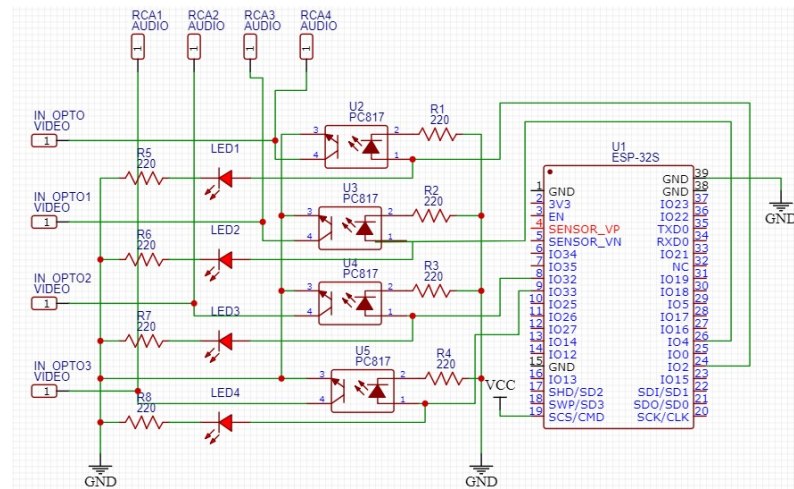 RCA1 RCA2 RCA3 RCA4
AUDIO AUDIO AUDIO AUDIO
1 1 1 1
IN_OPTO
VIDEO
1
R5
220
LED1
U2
PC817
3 2
4 1
R1
220
IN_OPTO1
VIDEO
1
R6
220
LED2
U3
PC817
3 2
4 1
R2
220
IN_OPTO2
VIDEO
1
R7
220
LED3
U4
PC817
3 2
4 1
R3
220
IN_OPTO3
VIDEO
1
R8
220
LED4
U5
PC817
3 2
4 1
R4
220
GND
GND
VCC
GND
U1
ESP-32S
1 GND
2 3V3
3 EN
4 SENSOR_VP
5 SENSOR_VN
6 IO34
7 IO35
8 IO32
9 IO33
10 IO25
11 IO26
12 IO27
13 IO14
14 IO12
15 GND
16 IO13
17 SHD/SD2
18 SWP/SD3
19 SCS/CMD
GND 39
GND 38
IO23 37
IO22 36
TXD0 35
RXD0 34
IO21 33
NC 32
IO19 31
IO18 30
IO5 29
IO17 28
IO16 27
IO4 26
IO0 25
IO2 24
IO15 23
SDI/SD1 22
SDO/SD0 21
SCK/CLK 20